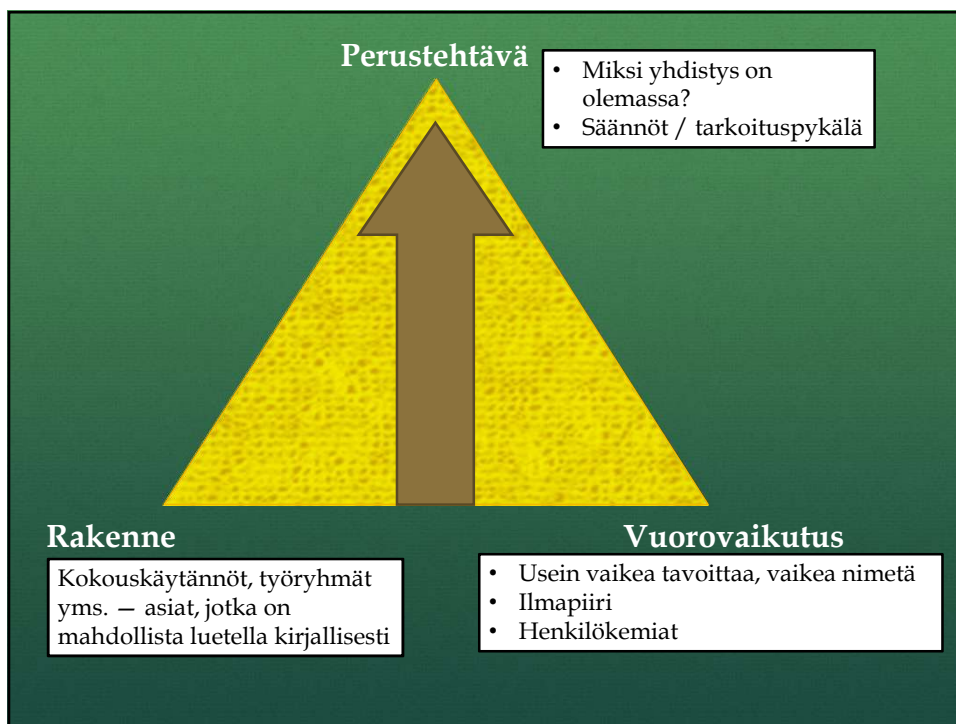 Perustehtävä
• Miksi yhdistys on
olemassa?
• Säännöt / tarkoituspykälä
Rakenne
Kokouskäytännöt, työryhmät
yms. — asiat, jotka on
mahdollista luetella kirjallisesti
Vuorovaikutus
• Usein vaikea tavoittaa, vaikea nimetä
• Ilmapiiri
• Henkilökemiat